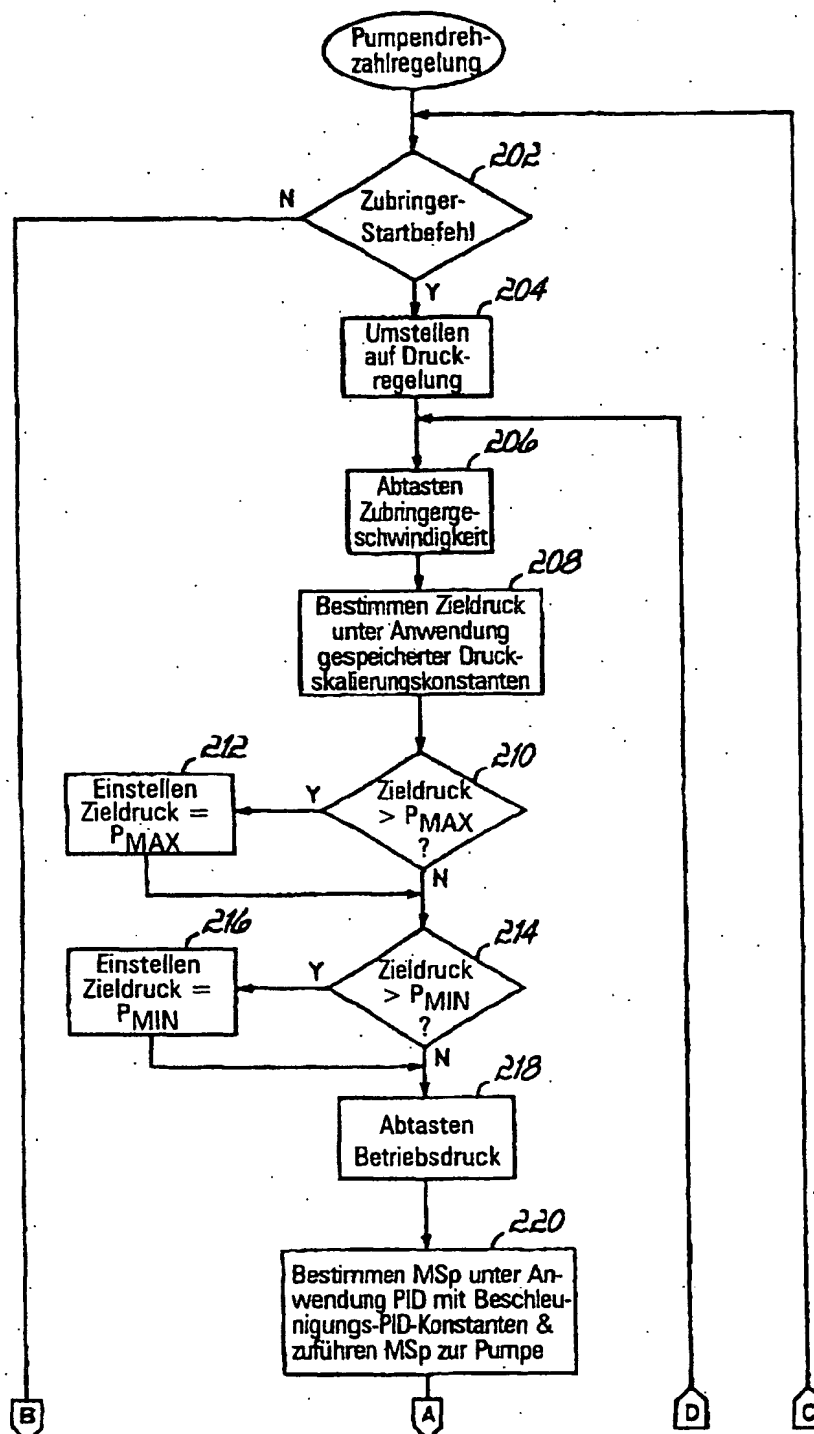 Pumpendreh-
zahlregelung
202
N
Zubringer-
Startbefehl
Y
204
Umstellen
auf Druck-
regelung
206
Abtasten
Zubringerge-
schwindigkeit
208
Bestimmen Zieldruck
unter Anwendung
gespeicherter Druck-
skalierungskonstanten
212
210
Einstellen
Zieldruck =
PMAX
Y
Zieldruck
> PMAX
?
N
216
214
Einstellen
Zieldruck =
PMIN
Y
Zieldruck
> PMIN
?
N
218
Abtasten
Betriebsdruck
220
Bestimmen MSp unter An-
wendung PID mit Beschleu-
nigungs-PID-Konstanten &
zuführen MSp zur Pumpe
B
A
D
C